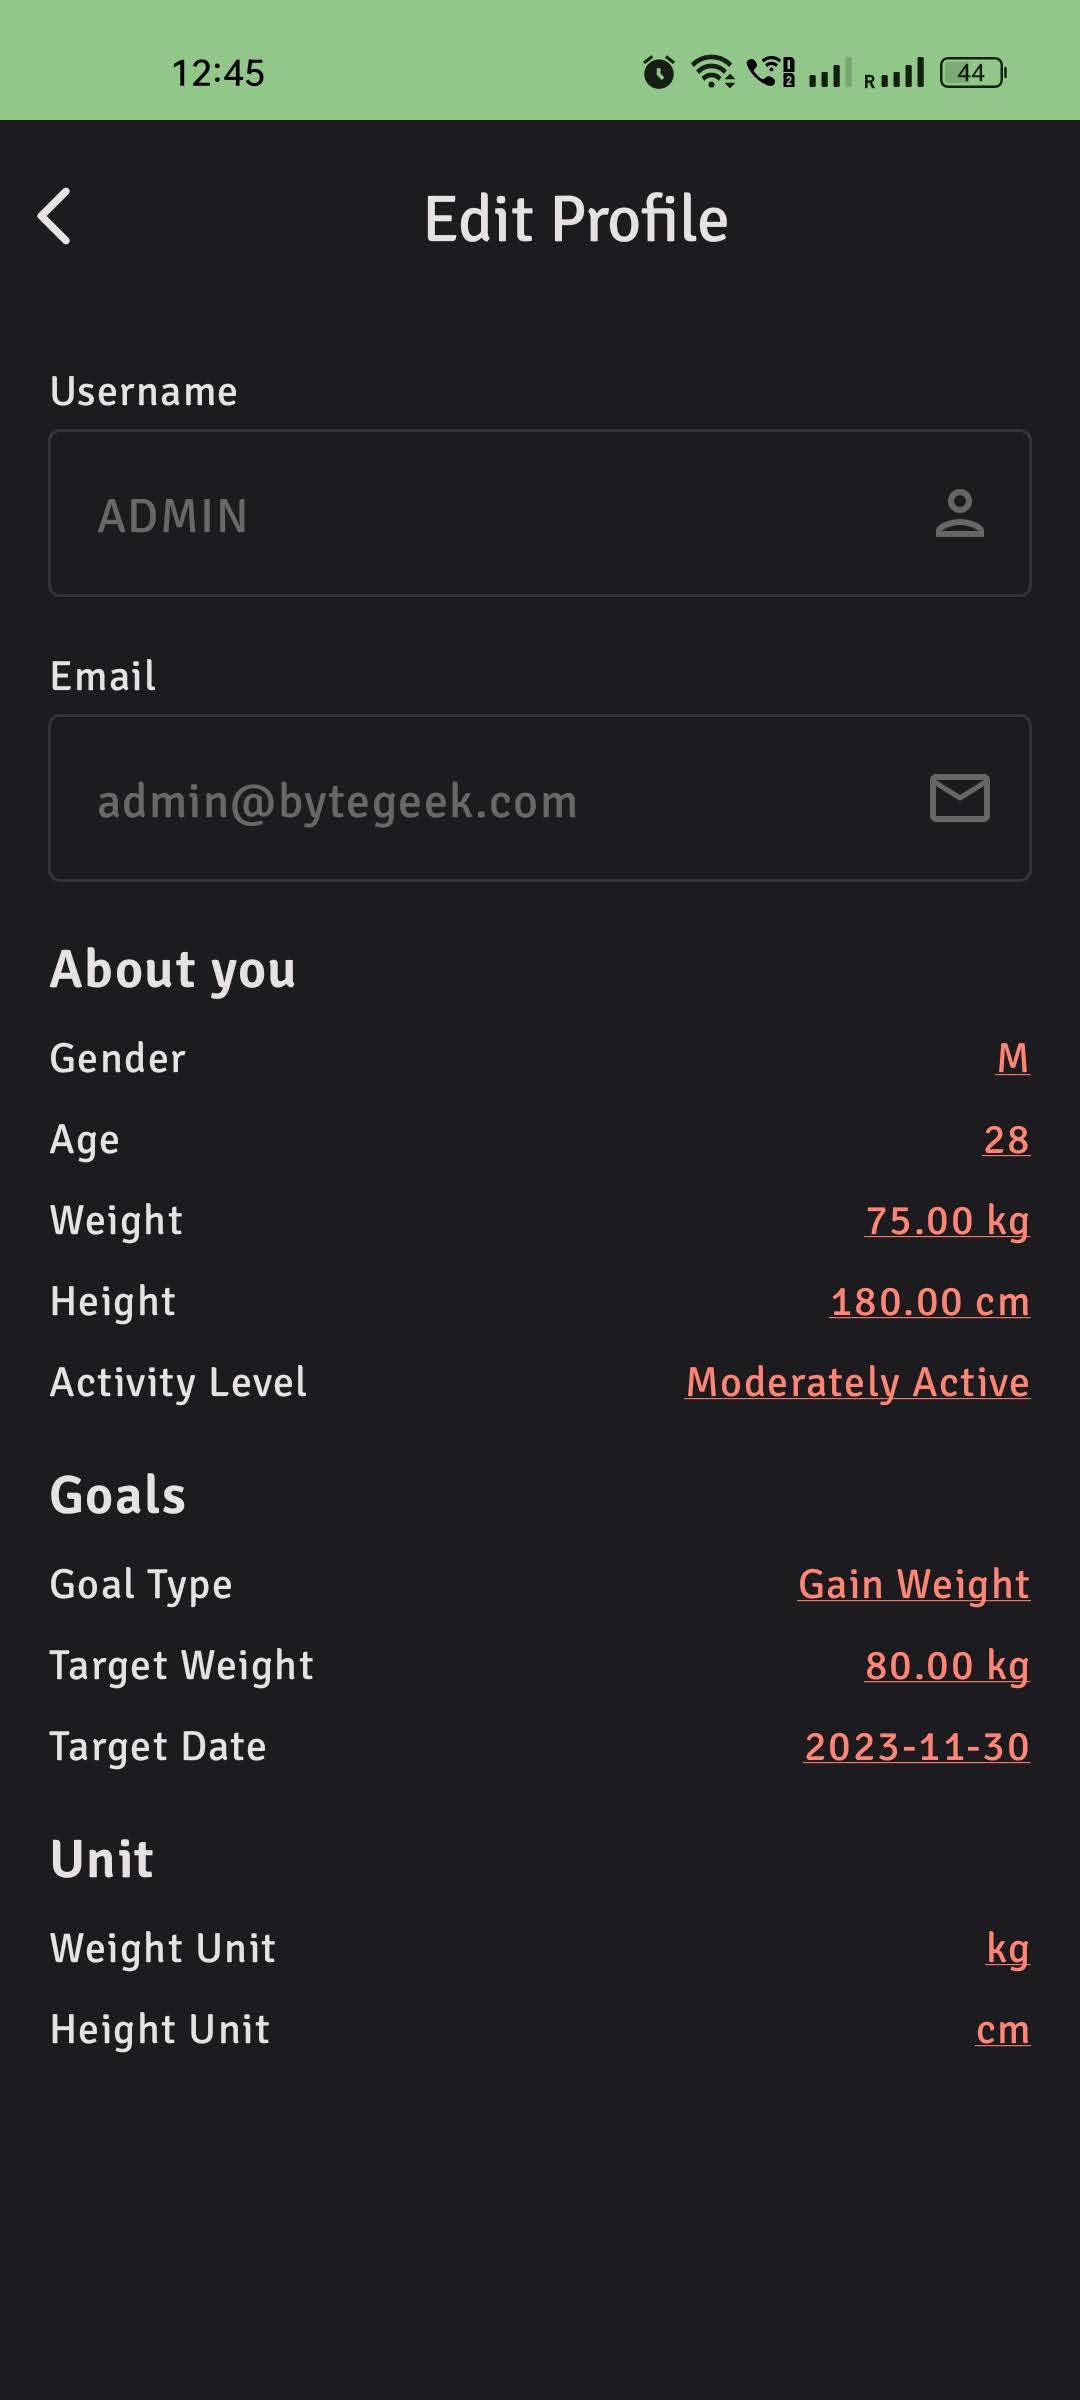 12:45
1
2
R
44
Edit Profile
Username
ADMIN
Email
admin@bytegeek.com
About you
Gender M
Age 28
Weight 75.00 kg
Height 180.00 cm
Activity Level Moderately Active
Goals
Goal Type Gain Weight
Target Weight 80.00 kg
Target Date 2023-11-30
Unit
Weight Unit kg
Height Unit cm